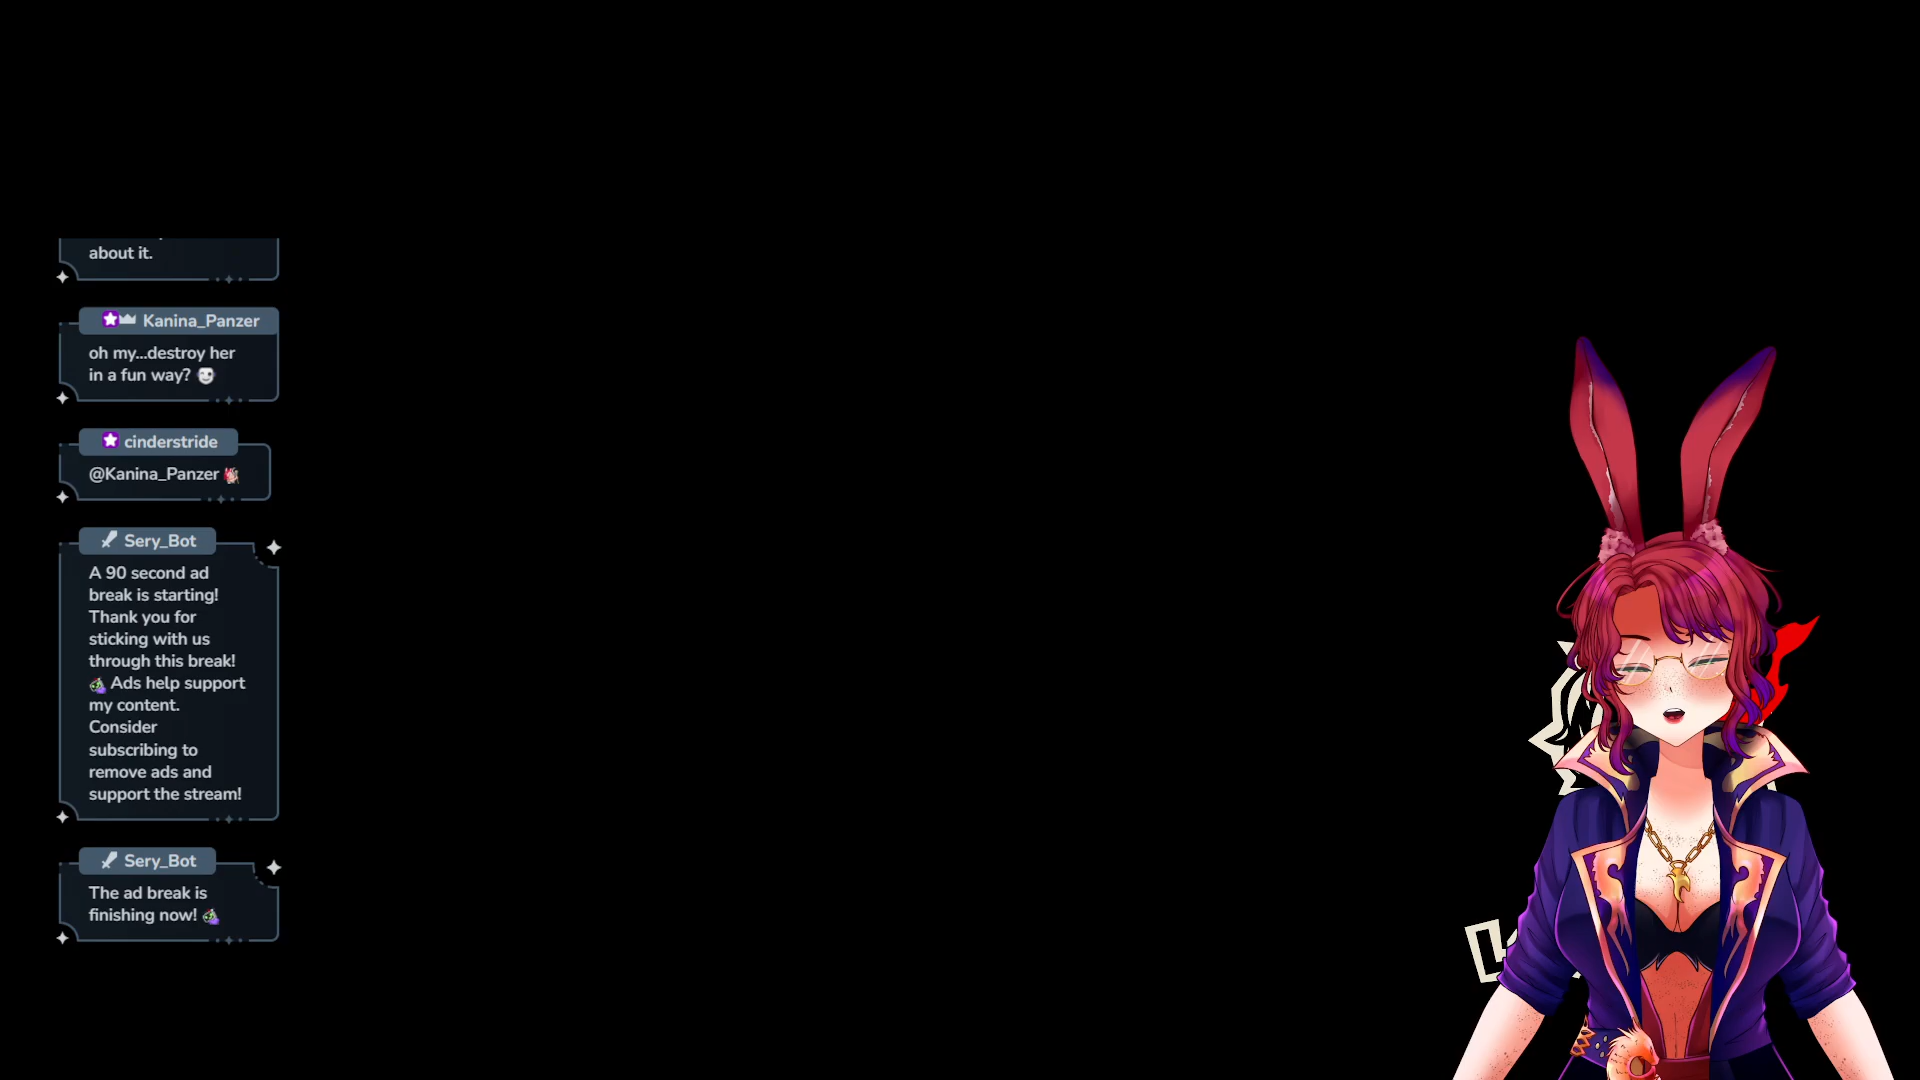 about it.
Kanina_Panzer
oh my...destroy her
in a fun way?
cinderstride
@Kanina_Panzer
Sery_Bot
A 90 second ad
break is starting!
Thank you for
sticking with us
through this break!
Ads help support
my content.
Consider
subscribing to
remove ads and
support the stream!
Sery_Bot
The ad break is
finishing now!